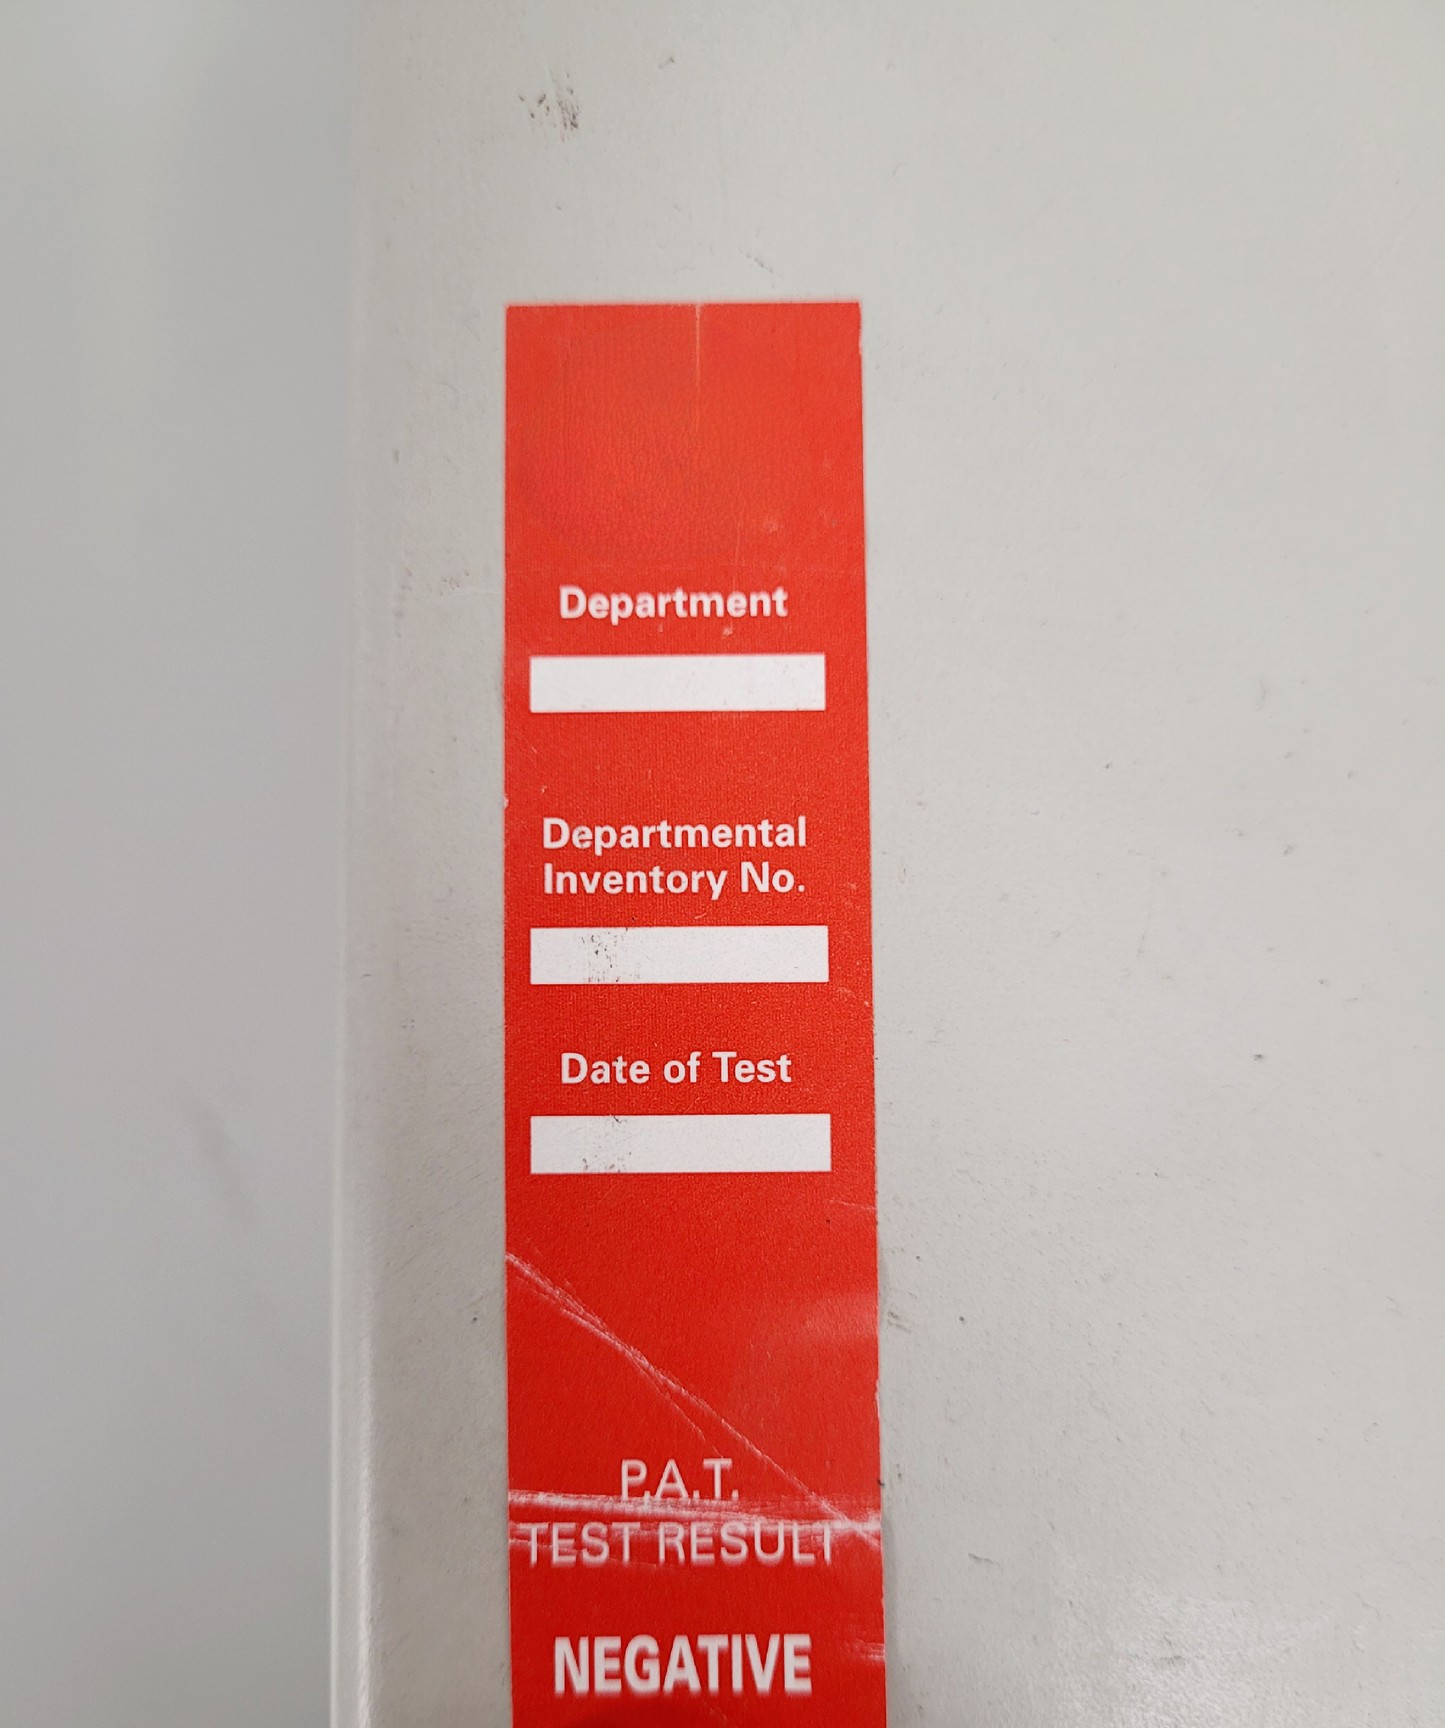 Department
Departmental
Inventory No.
Date of Test
P.A.T.
TEST RESULT
NEGATIVE